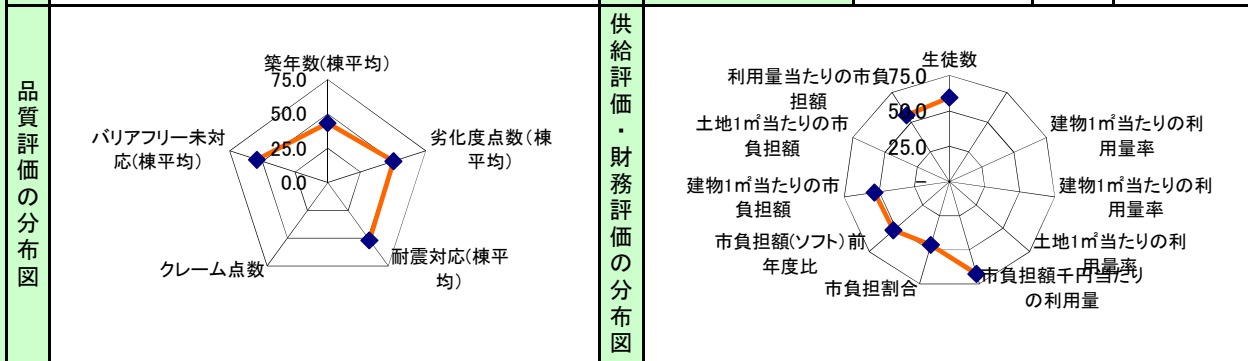 品質評価の分布図
築年数(棟平均)
75.0
50.0
25.0
0.0
劣化度点数(棟
平均)
耐震対応(棟平
均)
クレーム点数
バリアフリー未対
応(棟平均)
供給評価・財務評価の分布図
生徒数
75.0
50.0
25.0
–
建物1㎡当たりの利
用量率
建物1㎡当たりの利
用量率
土地1㎡当たりの利
用量率
市負担額千円当たり
の利用量
市負担割合
市負担額(ソフト)前
年度比
建物1㎡当たりの市
負担額
土地1㎡当たりの市
負担額
利用量当たりの市負
担額